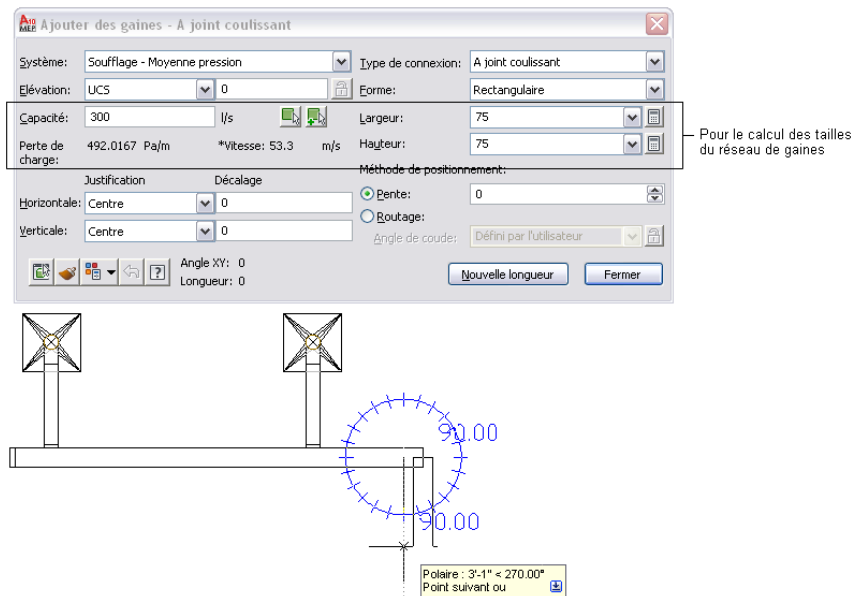 A10 MEP Ajouter des gaines - A joint coulissant
Système: Soufflage - Moyenne pression Type de connexion: A joint coulissant
Elévation: UCS 0 Forme: Rectangulaire
Capacité: 300 l/s Largeur: 75
Perte de charge: 492.0167 Pa/m *Vitesse: 53.3 m/s Hauteur: 75
Pour le calcul des tailles
du réseau de gaines
Méthode de positionnement:
Justification Décalage
Pente: 0
Horizontale: Centre 0
Routage:
Verticale: Centre 0
Angle de coude: Défini par l'utilisateur
Angle XY: 0
Longueur: 0
Nouvelle longueur Fermer
90.00
90.00
Polaire : 3'-1" < 270.00°
Point suivant ou